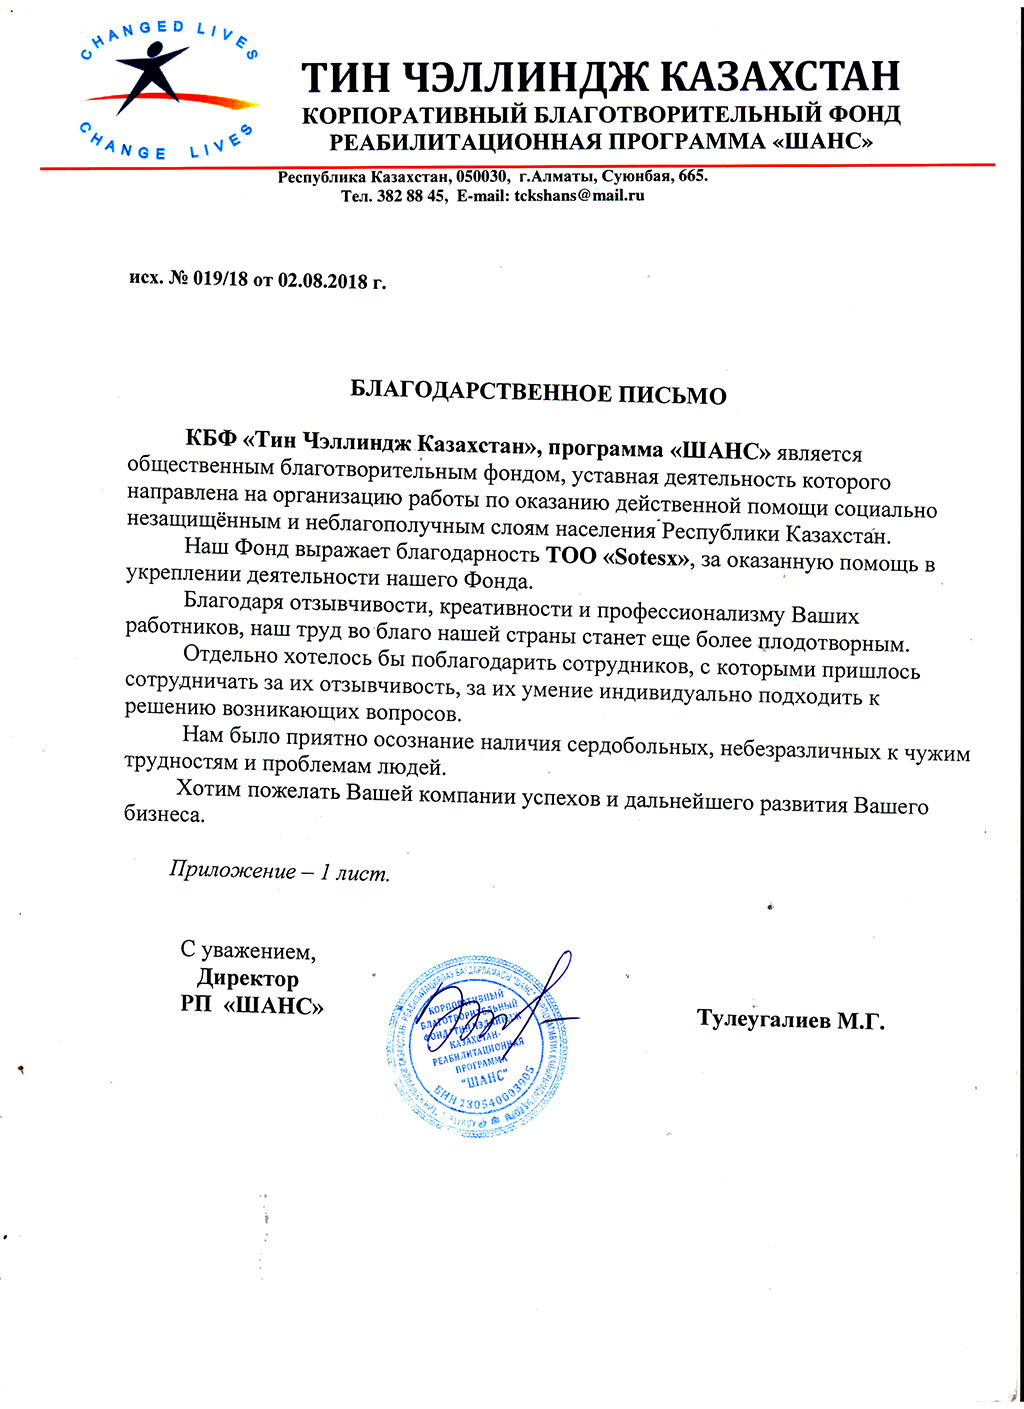 CHANGED LIVES
CHANGE LIVES
ТИН ЧЭЛЛИНДЖ КАЗАХСТАН
КОРПОРАТИВНЫЙ БЛАГОТВОРИТЕЛЬНЫЙ ФОНД
РЕАБИЛИТАЦИОННАЯ ПРОГРАММА «ШАНС»
Республика Казахстан, 050030, г.Алматы, Суюнбая, 665.
Тел. 382 88 45, E-mail: tckshans@mail.ru
исх. № 019/18 от 02.08.2018 г.
БЛАГОДАРСТВЕННОЕ ПИСЬМО
КБФ «Тин Чэллиндж Казахстан», программа «ШАНС» является
общественным благотворительным фондом, уставная деятельность которого
направлена на организацию работы по оказанию действенной помощи социально
незащищённым и неблагополучным слоям населения Республики Казахстан.
Наш Фонд выражает благодарность ТОО «Sotesx», за оказанную помощь в
укреплении деятельности нашего Фонда.
Благодаря отзывчивости, креативности и профессионализму Ваших
работников, наш труд во благо нашей страны станет еще более плодотворным.
Отдельно хотелось бы поблагодарить сотрудников, с которыми пришлось
сотрудничать за их отзывчивость, за их умение индивидуально подходить к
решению возникающих вопросов.
Нам было приятно осознание наличия сердобольных, небезразличных к чужим
трудностям и проблемам людей.
Хотим пожелать Вашей компании успехов и дальнейшего развития Вашего
бизнеса.
Приложение – 1 лист.
С уважением,
Директор
РП «ШАНС»
Тулеугалиев М.Г.
КОРПОРАТИВНЫЙ
БЛАГОТВОРИТЕЛЬНЫЙ
ФОНД "ТИН ЧЭЛЛИНДЖ
КАЗАХСТАН-
РЕАБИЛИТАЦИОННАЯ
ПРОГРАММА
"ШАНС"
БИН 130540003905